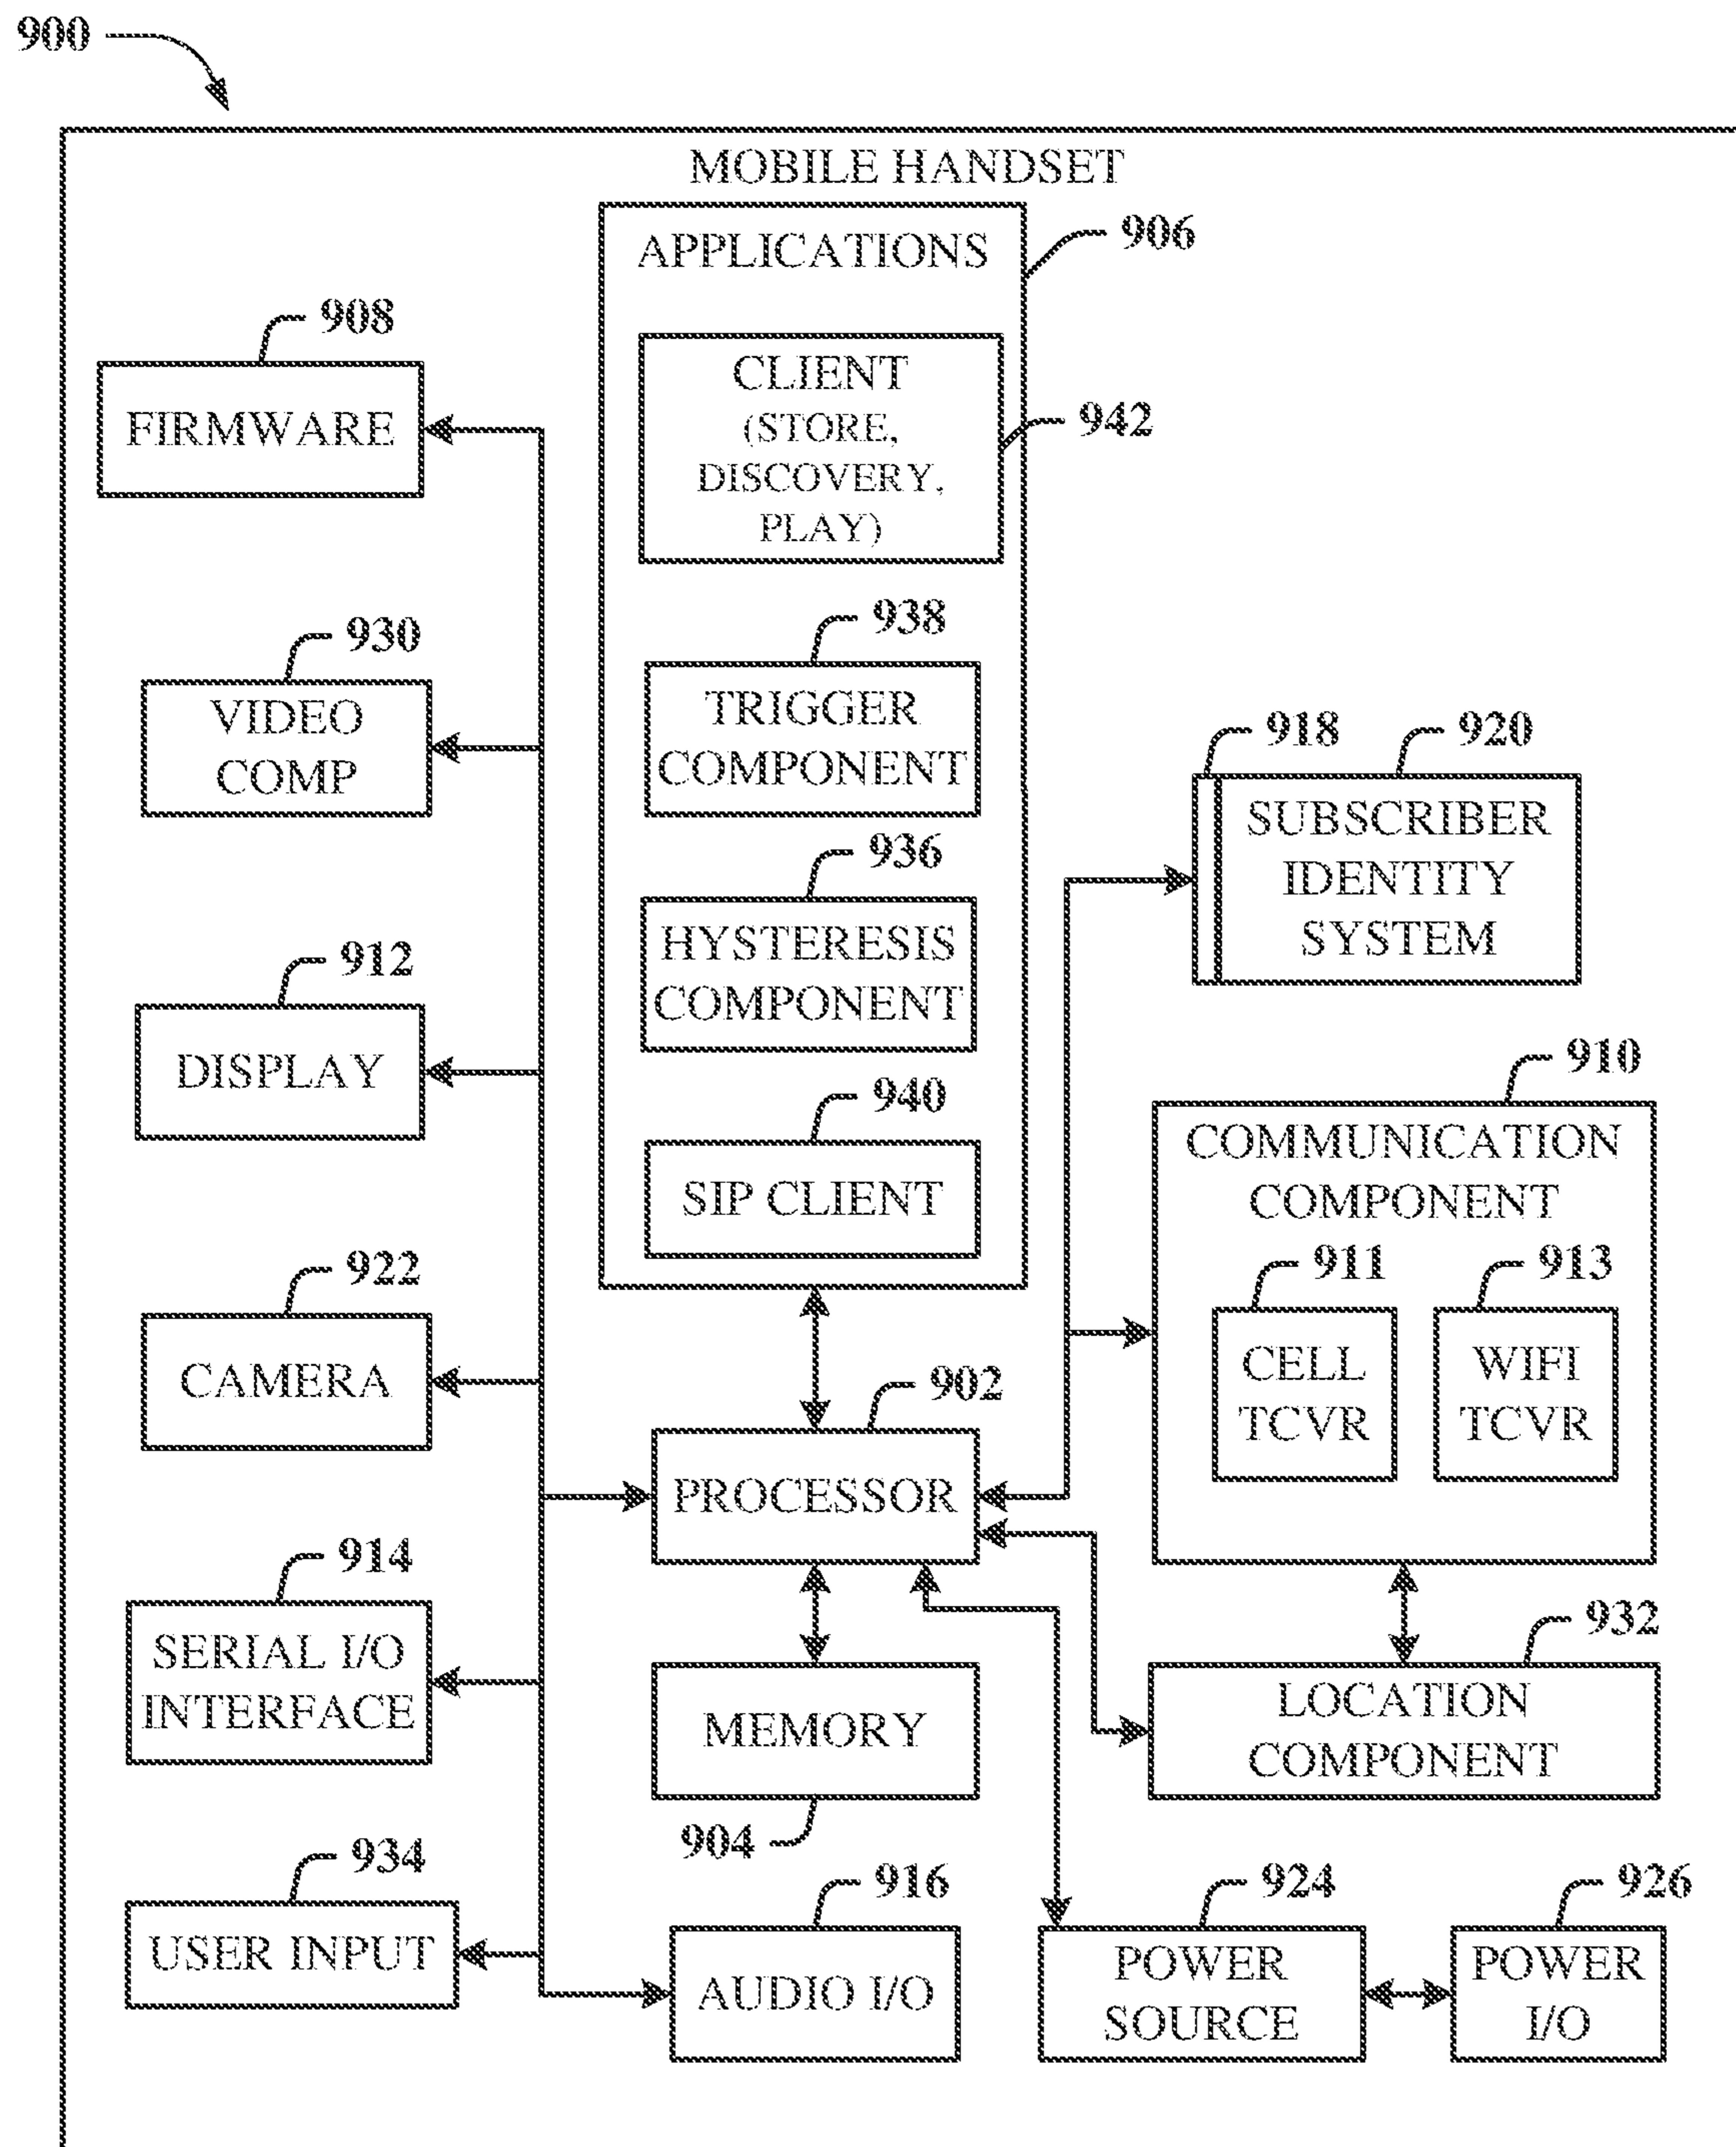 900
MOBILE HANDSET
APPLICATIONS
906
CLIENT
(STORE,
DISCOVERY,
PLAY)
942
938
TRIGGER
COMPONENT
936
HYSTERESIS
COMPONENT
940
SIP CLIENT
908
FIRMWARE
930
VIDEO
COMP
912
DISPLAY
922
CAMERA
914
SERIAL I/O
INTERFACE
934
USER INPUT
902
PROCESSOR
MEMORY
904
916
AUDIO I/O
918
920
SUBSCRIBER
IDENTITY
SYSTEM
910
COMMUNICATION
COMPONENT
911
CELL
TCVR
913
WIFI
TCVR
932
LOCATION
COMPONENT
924
POWER
SOURCE
926
POWER
I/O